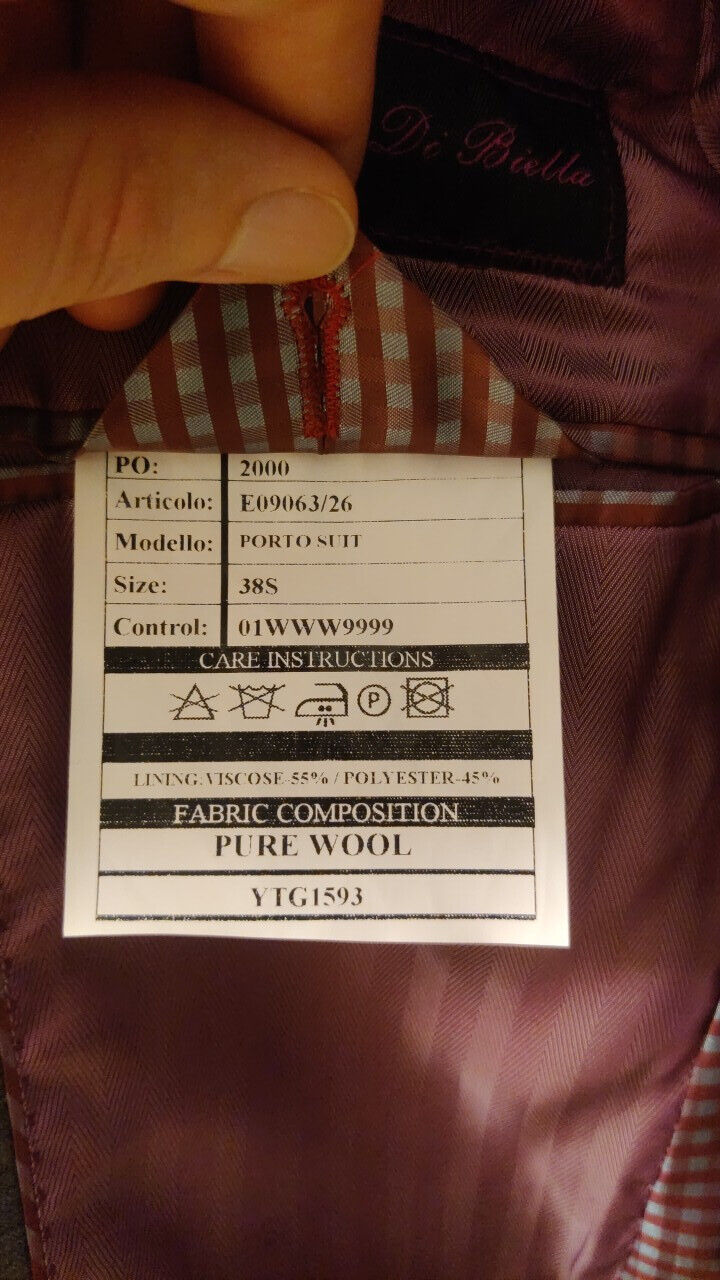 Di Biella
PO: 2000
Articolo: E09063/26
Modello: PORTO SUIT
Size: 38S
Control: 01WWW9999
CARE INSTRUCTIONS
P
LINING:VISCOSE-55% / POLYESTER-45%
FABRIC COMPOSITION
PURE WOOL
YTG1593